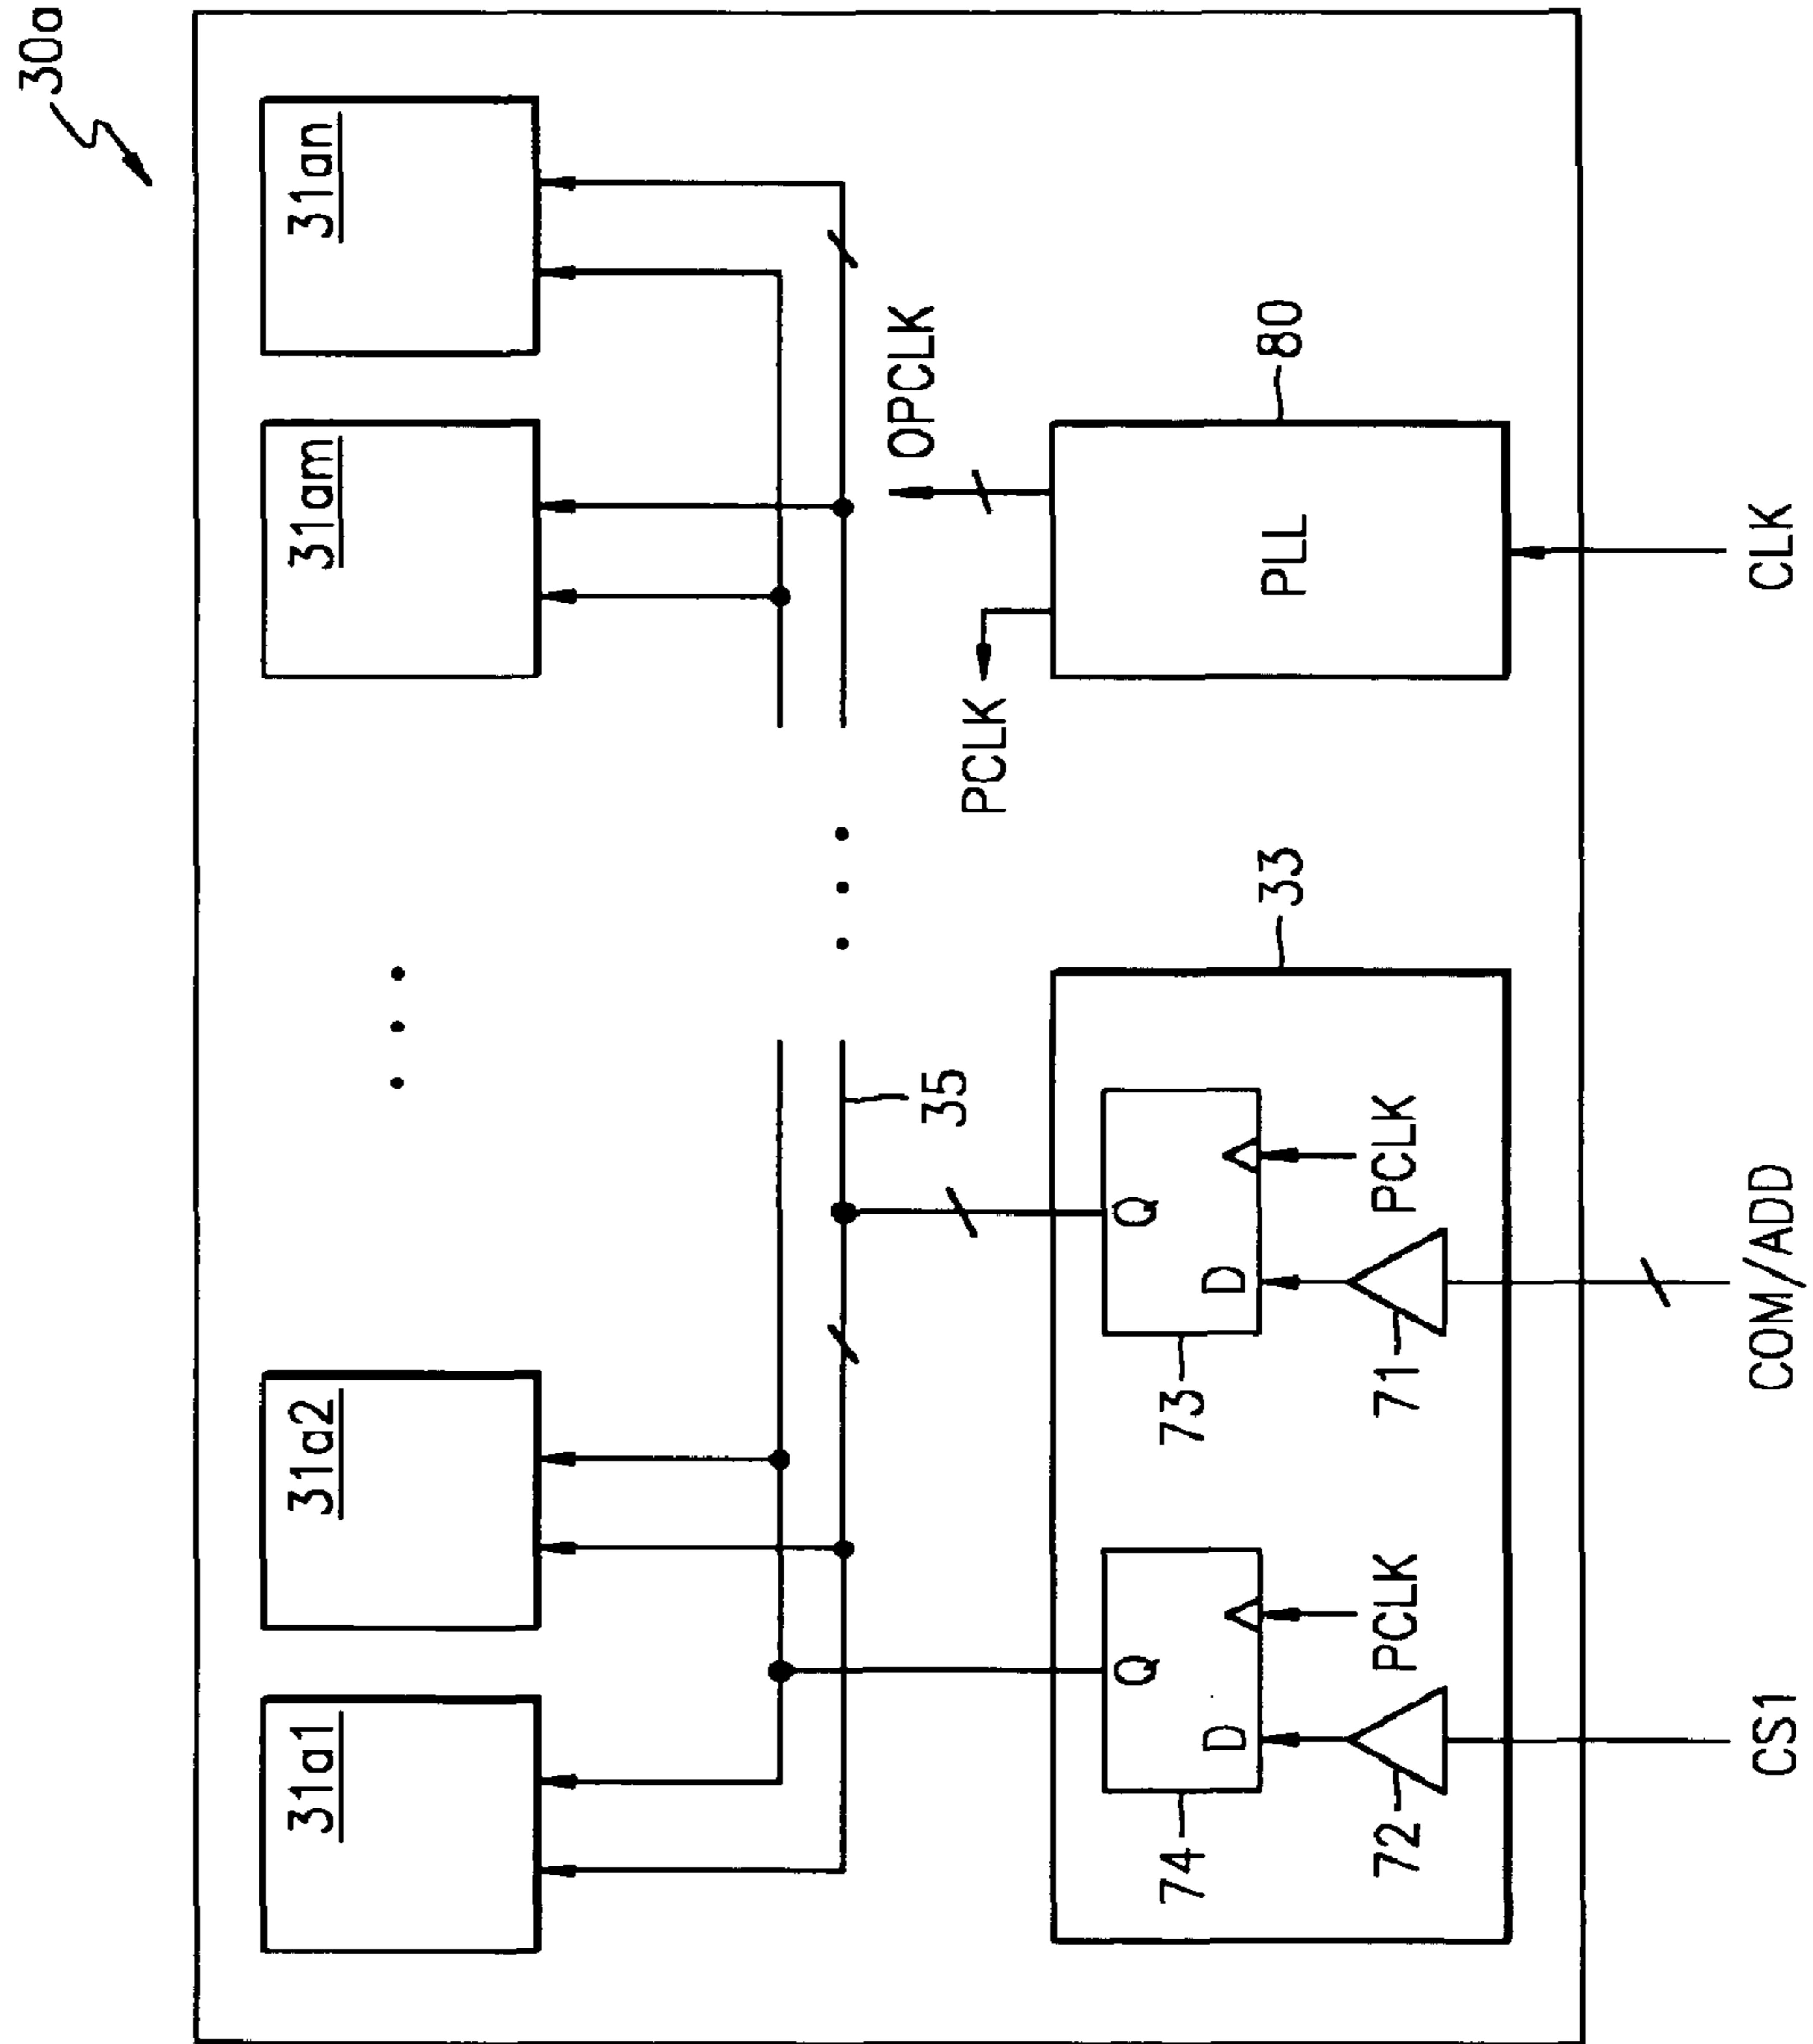 30a
31a1
31a2
31am
31an
35
OPCLK
PCLK
33
80
74
Q
D
PCLK
72
73
Q
D
PCLK
71
PLL
CS1
COM/ADD
CLK